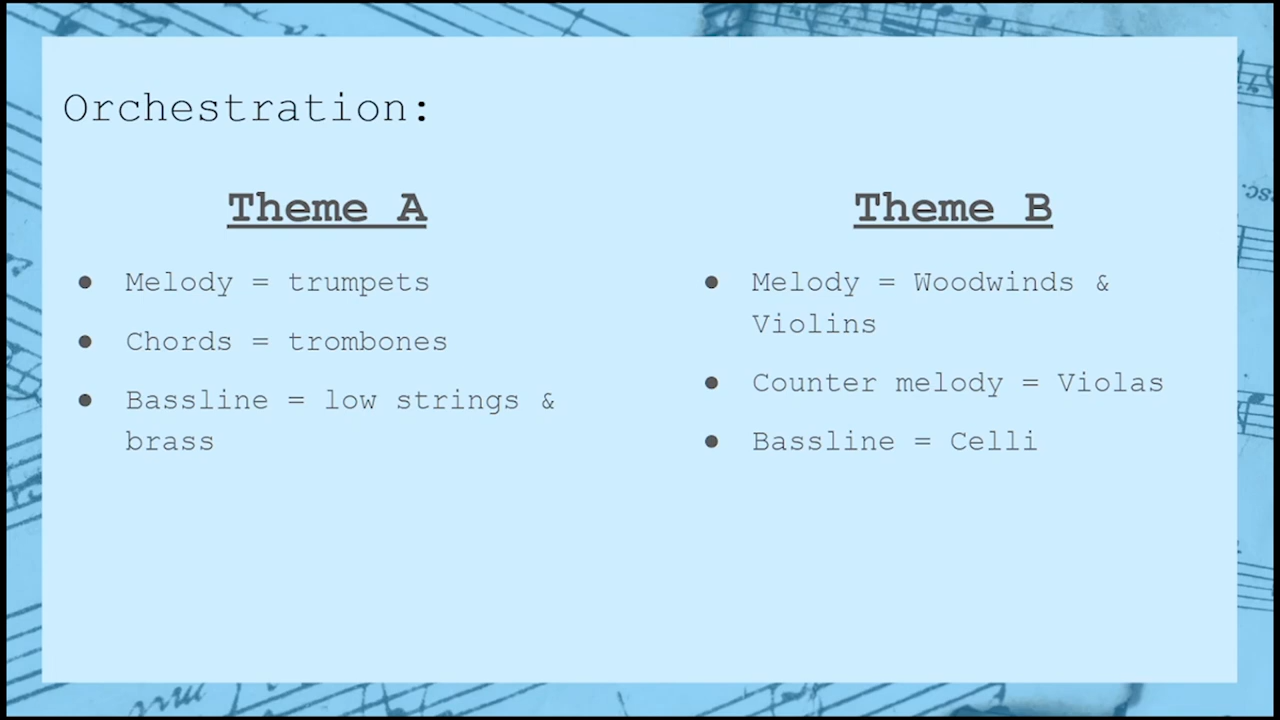 Orchestration:
Theme A
● Melody = trumpets
● Chords = trombones
● Bassline = low strings &
brass
Theme B
● Melody = Woodwinds &
Violins
● Counter melody = Violas
● Bassline = Celli